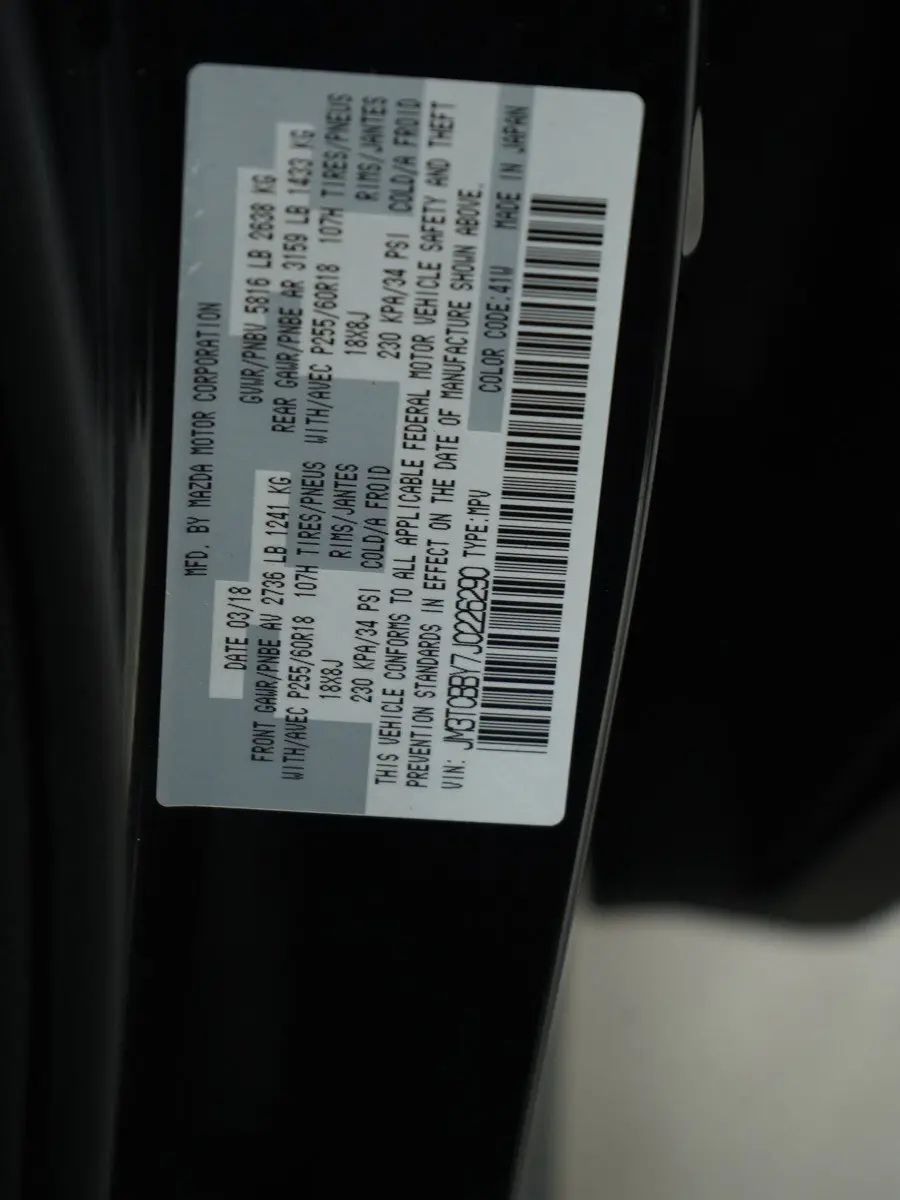 MFD. BY MAZDA MOTOR CORPORATION
DATE 03/18 GVWR/PNBV 5816 LB 2638 KG
FRONT GAWR/PNBE AV 2736 LB 1241 KG REAR GAWR/PNBE AR 3159 LB 1433 KG
WITH/AVEC P255/60R18 107H TIRES/PNEUS WITH/AVEC P255/60R18 107H TIRES/PNEUS
18X8J RIMS/JANTES 18X8J RIMS/JANTES
230 KPA/34 PSI COLD/A FROID 230 KPA/34 PSI COLD/A FROID
THIS VEHICLE CONFORMS TO ALL APPLICABLE FEDERAL MOTOR VEHICLE SAFETY AND THEFT
PREVENTION STANDARDS IN EFFECT ON THE DATE OF MANUFACTURE SHOWN ABOVE.
VIN: JM3TCBBY7J0226290 TYPE:MPV COLOR CODE:41W MADE IN JAPAN